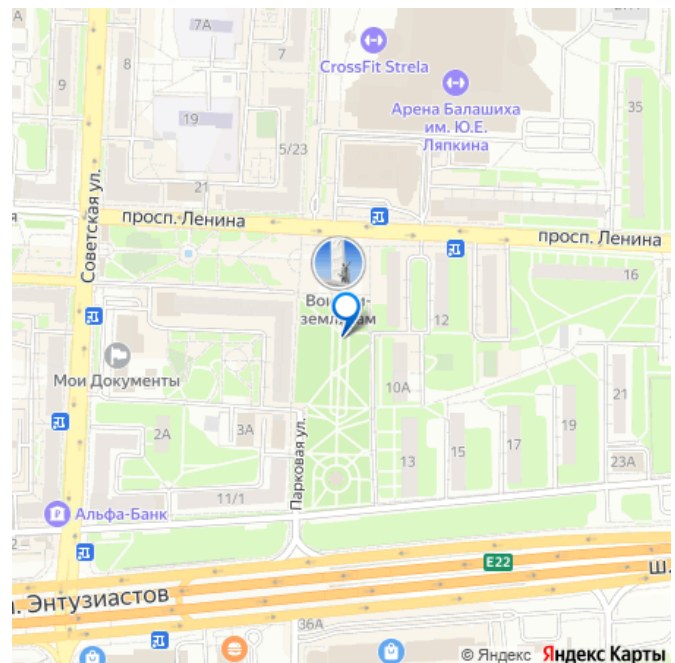 А
7А
8
7
9
CrossFit Strela
Арена Балашиха
им. Ю.Е.
Ляпкина
35
19
5/23
21
просп. Ленина
просп. Ленина
Советская ул.
я
16
12
Мои Документы
10А
21
2А
3А
19
17
15
13
23А
11/1
Парковая ул.
Альфа-Банк
2
Е22
Ш.
. Энтузиастов
36А
© Яндекс Яндекс Карты